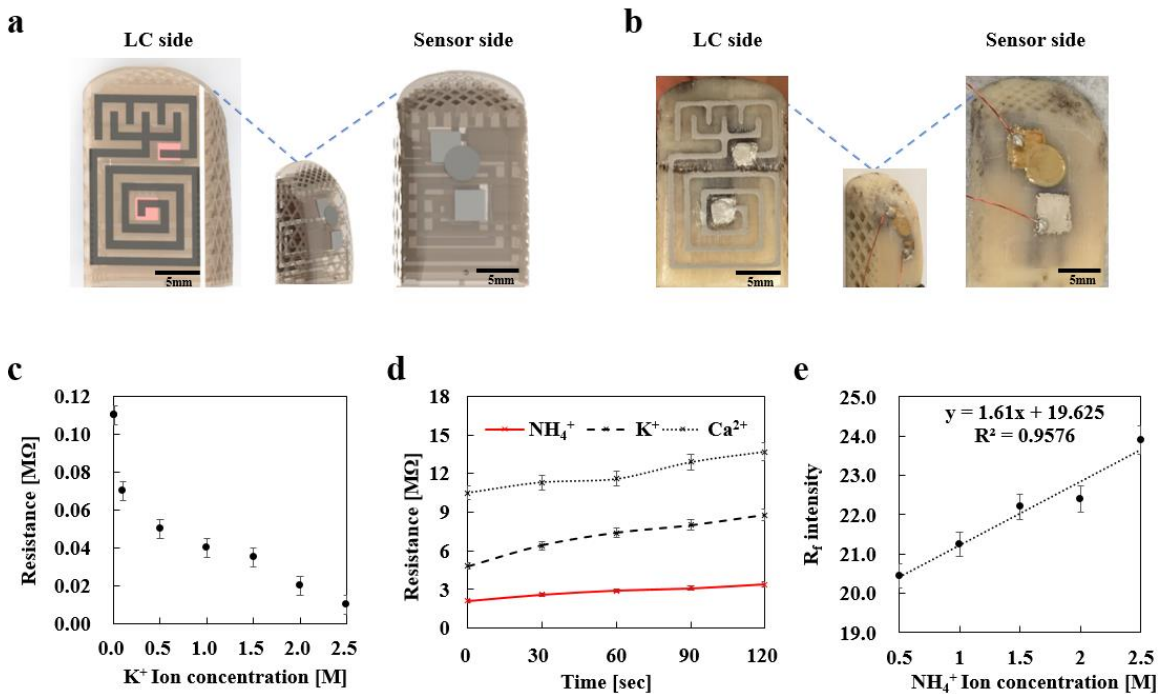 a
LC side
Sensor side
5mm
5mm
b
LC side
Sensor side
5mm
5mm
c
Resistance [MΩ]
0.12
0.10
0.08
0.06
0.04
0.02
0.00
0.0 0.5 1.0 1.5 2.0 2.5
K⁺ Ion concentration [M]
d
Resistance [MΩ]
18
15
12
9
6
3
0
NH₄⁺ K⁺ Ca²⁺
0 30 60 90 120
Time [sec]
e
R_f intensity
25.0
24.0
23.0
22.0
21.0
20.0
19.0
y = 1.61x + 19.625
R² = 0.9576
0.5 1 1.5 2 2.5
NH₄⁺ Ion concentration [M]